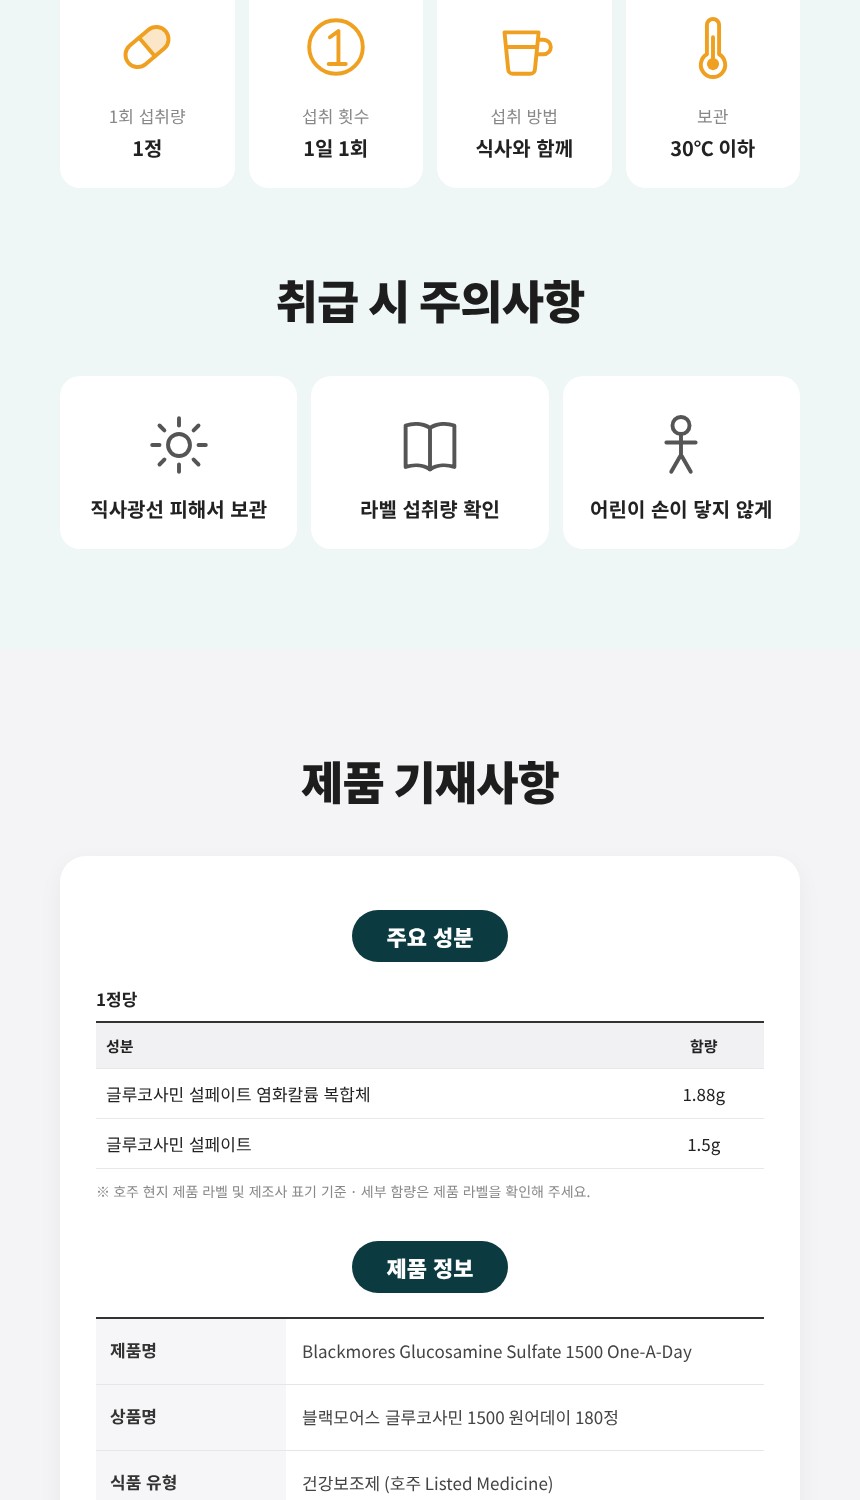 1회 섭취량
1정
1
섭취 횟수
1일 1회
섭취 방법
식사와 함께
보관
30℃ 이하
취급 시 주의사항
직사광선 피해서 보관
라벨 섭취량 확인
어린이 손이 닿지 않게
제품 기재사항
주요 성분
1정당
성분 함량
글루코사민 설페이트 염화칼륨 복합체 1.88g
글루코사민 설페이트 1.5g
※ 호주 현지 제품 라벨 및 제조사 표기 기준 · 세부 함량은 제품 라벨을 확인해 주세요.
제품 정보
제품명 Blackmores Glucosamine Sulfate 1500 One-A-Day
상품명 블랙모어스 글루코사민 1500 원어데이 180정
식품 유형 건강보조제 (호주 Listed Medicine)